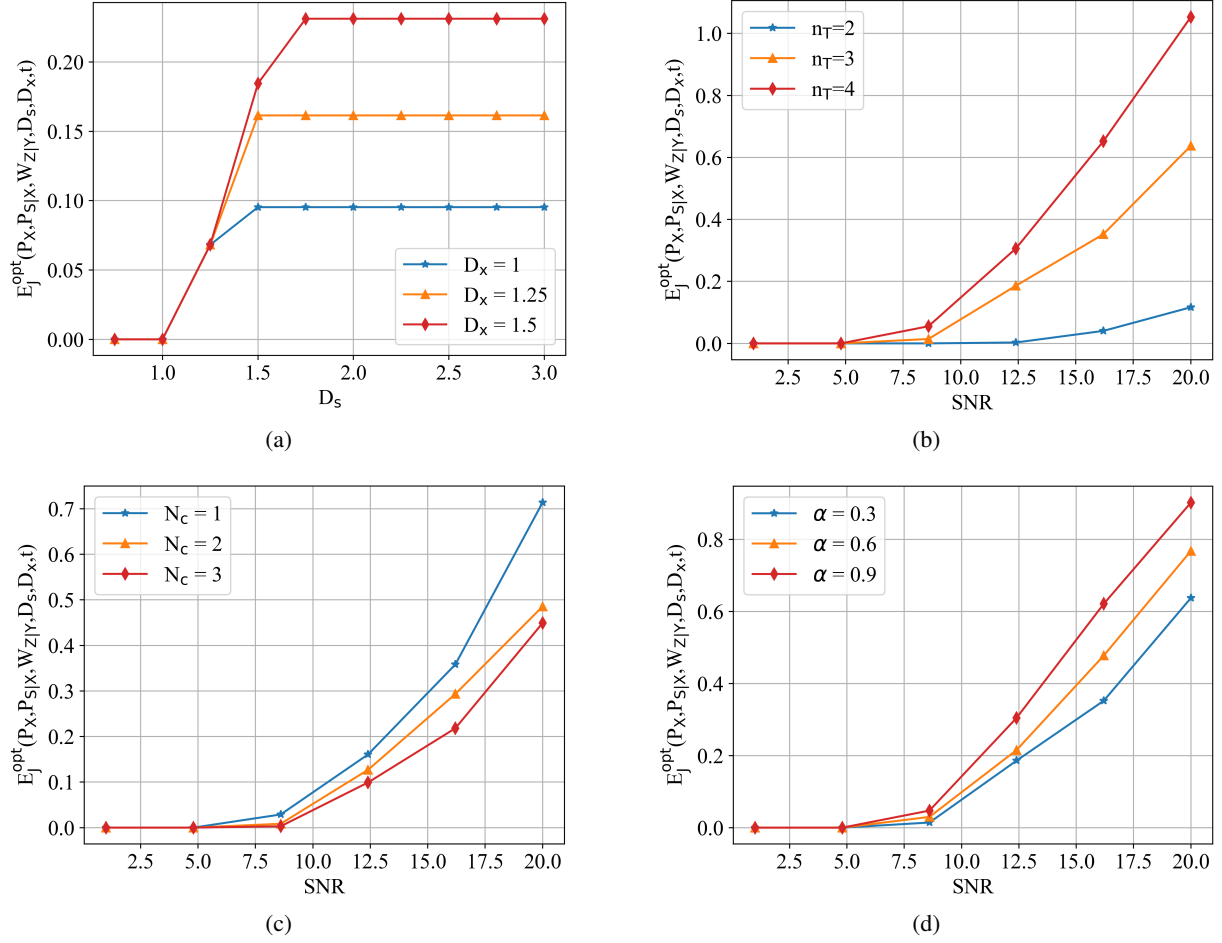 E_J^opt(P_X,P_S|X,W_Z|Y,D_s,D_x,t)
0.20
0.15
0.10
0.05
0.00
D_x = 1
D_x = 1.25
D_x = 1.5
1.0 1.5 2.0 2.5 3.0
D_s
(a)
E_J^opt(P_X,P_S|X,W_Z|Y,D_s,D_x,t)
1.0
0.8
0.6
0.4
0.2
0.0
n_T=2
n_T=3
n_T=4
2.5 5.0 7.5 10.0 12.5 15.0 17.5 20.0
SNR
(b)
E_J^opt(P_X,P_S|X,W_Z|Y,D_s,D_x,t)
0.7
0.6
0.5
0.4
0.3
0.2
0.1
0.0
N_c = 1
N_c = 2
N_c = 3
2.5 5.0 7.5 10.0 12.5 15.0 17.5 20.0
SNR
(c)
E_J^opt(P_X,P_S|X,W_Z|Y,D_s,D_x,t)
0.8
0.6
0.4
0.2
0.0
α = 0.3
α = 0.6
α = 0.9
2.5 5.0 7.5 10.0 12.5 15.0 17.5 20.0
SNR
(d)